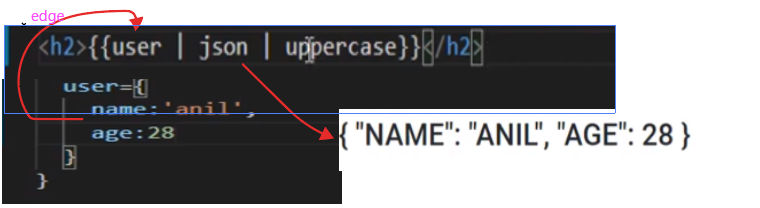 edge
<h2>{{user | json | uppercase}}</h2>
user={
name:'anil',
age:28
}
}
{ "NAME": "ANIL", "AGE": 28 }